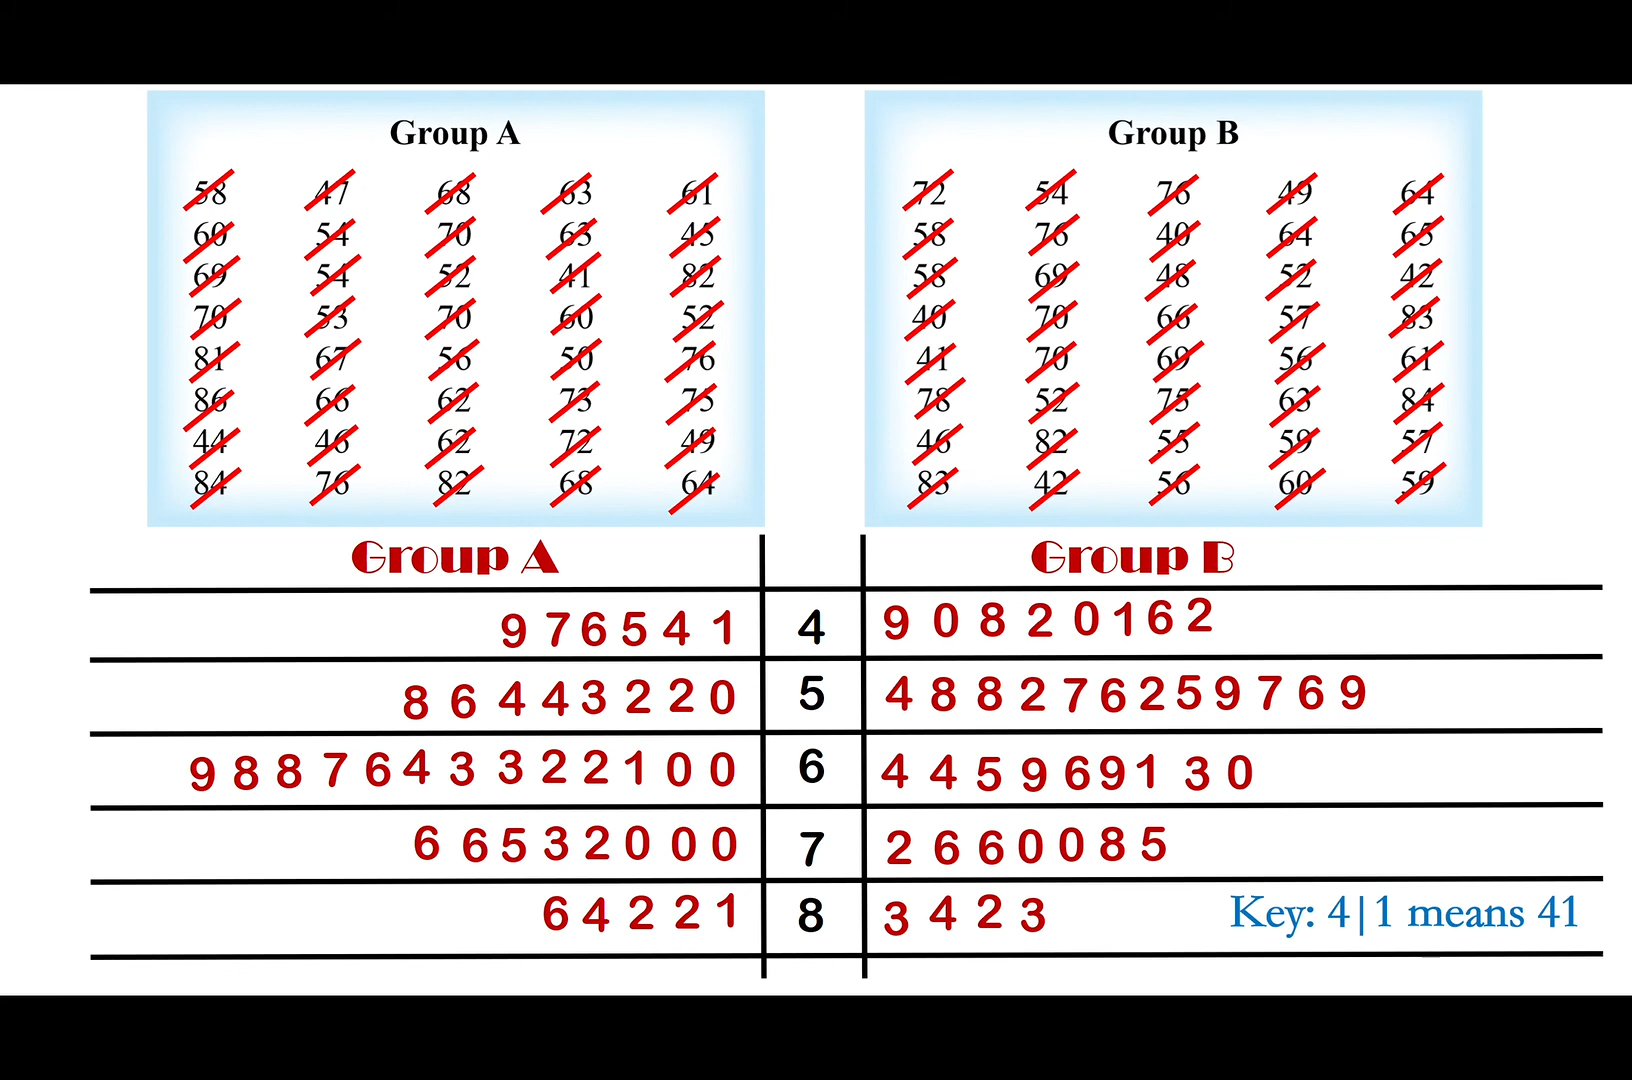 Group A
58 47 68 63 61
60 54 70 63 45
69 54 52 41 82
70 53 70 60 52
81 67 56 50 76
86 66 62 73 75
44 46 62 72 49
84 76 82 68 64
Group B
72 54 76 49 64
58 76 40 64 65
58 69 48 52 42
40 70 66 57 83
41 70 69 56 61
78 52 75 63 84
46 82 55 59 57
83 42 56 60 59
Group A Group B
9 7 6 5 4 1 4 9 0 8 2 0 1 6 2
8 6 4 4 3 2 2 0 5 4 8 8 2 7 6 2 5 9 7 6 9
9 8 8 7 6 4 3 3 2 2 1 0 0 6 4 4 5 9 6 9 1 3 0
6 6 5 3 2 0 0 0 7 2 6 6 0 0 8 5
6 4 2 2 1 8 3 4 2 3 Key: 4|1 means 41